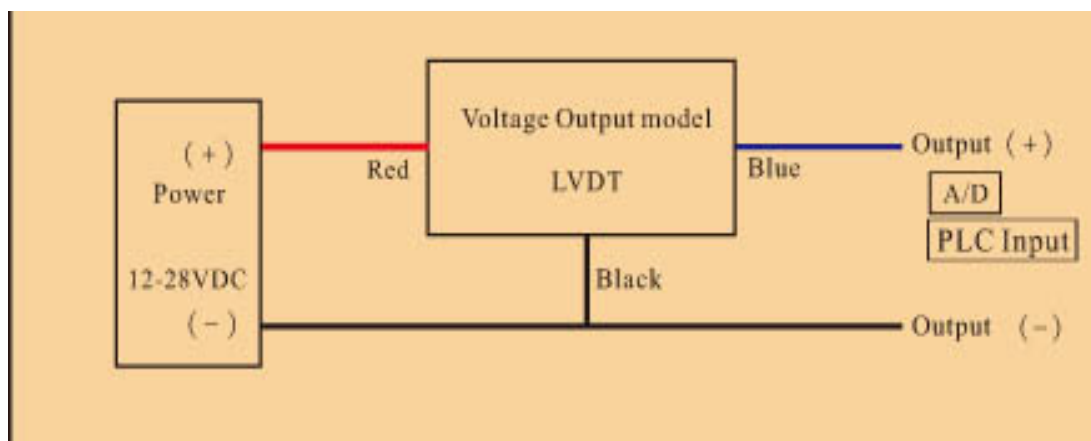 (+)
Power
12-28VDC
(−)
Red
Voltage Output model
LVDT
Black
Blue
Output (+)
A/D
PLC Input
Output (−)